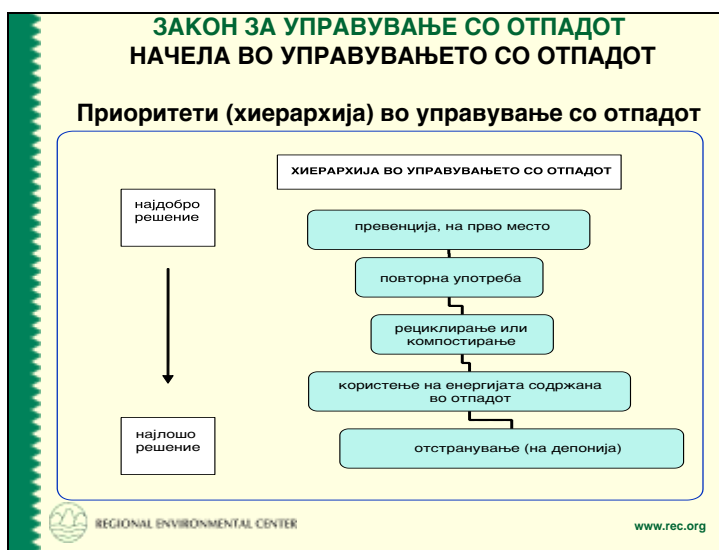 ЗАКОН ЗА УПРАВУВАЊЕ СО ОТПАДОТ
НАЧЕЛА ВО УПРАВУВАЊЕТО СО ОТПАДОТ
Приоритети (хиерархија) во управување со отпадот
ХИЕРАРХИЈА ВО УПРАВУВАЊЕТО СО ОТПАДОТ
најдобро
решение
превенција, на прво место
повторна употреба
рециклирање или
компостирање
користење на енергијата содржана
во отпадот
најлошо
решение
отстранување (на депонија)
REGIONAL ENVIRONMENTAL CENTER
www.rec.org